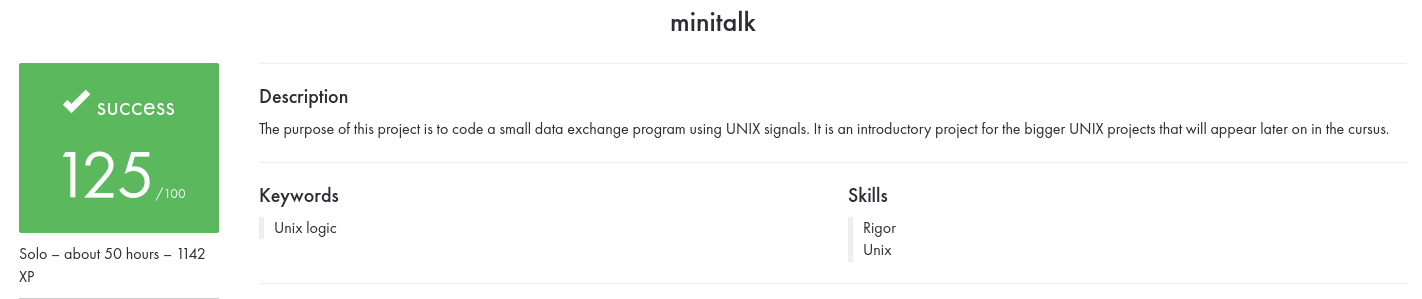 minitalk
success
125 /100
Solo – about 50 hours – 1142
XP
Description
The purpose of this project is to code a small data exchange program using UNIX signals. It is an introductory project for the bigger UNIX projects that will appear later on in the cursus.
Keywords
Unix logic
Skills
Rigor
Unix